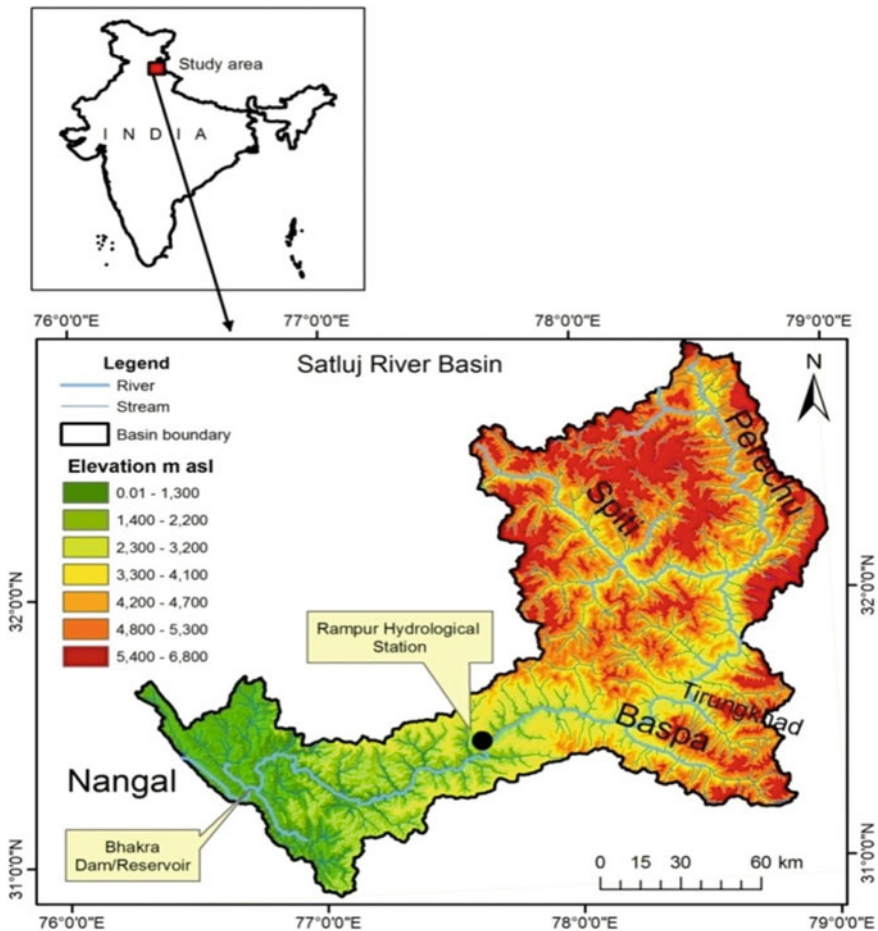 Study area
I N D I A
76°0'0"E
77°0'0"E
78°0'0"E
79°0'0"E
Legend
River
Stream
Basin boundary
Satluj River Basin
N
Elevation m asl
0.01 - 1,300
1,400 - 2,200
2,300 - 3,200
3,300 - 4,100
4,200 - 4,700
4,800 - 5,300
5,400 - 6,800
Perechu
Spiti
32°0'0"N
32°0'0"N
Rampur Hydrological
Station
Tirungkhad
Baspa
Nangal
Bhakra
Dam/Reservoir
0 15 30 60 km
31°0'0"N
31°0'0"N
76°0'0"E
77°0'0"E
78°0'0"E
79°0'0"E